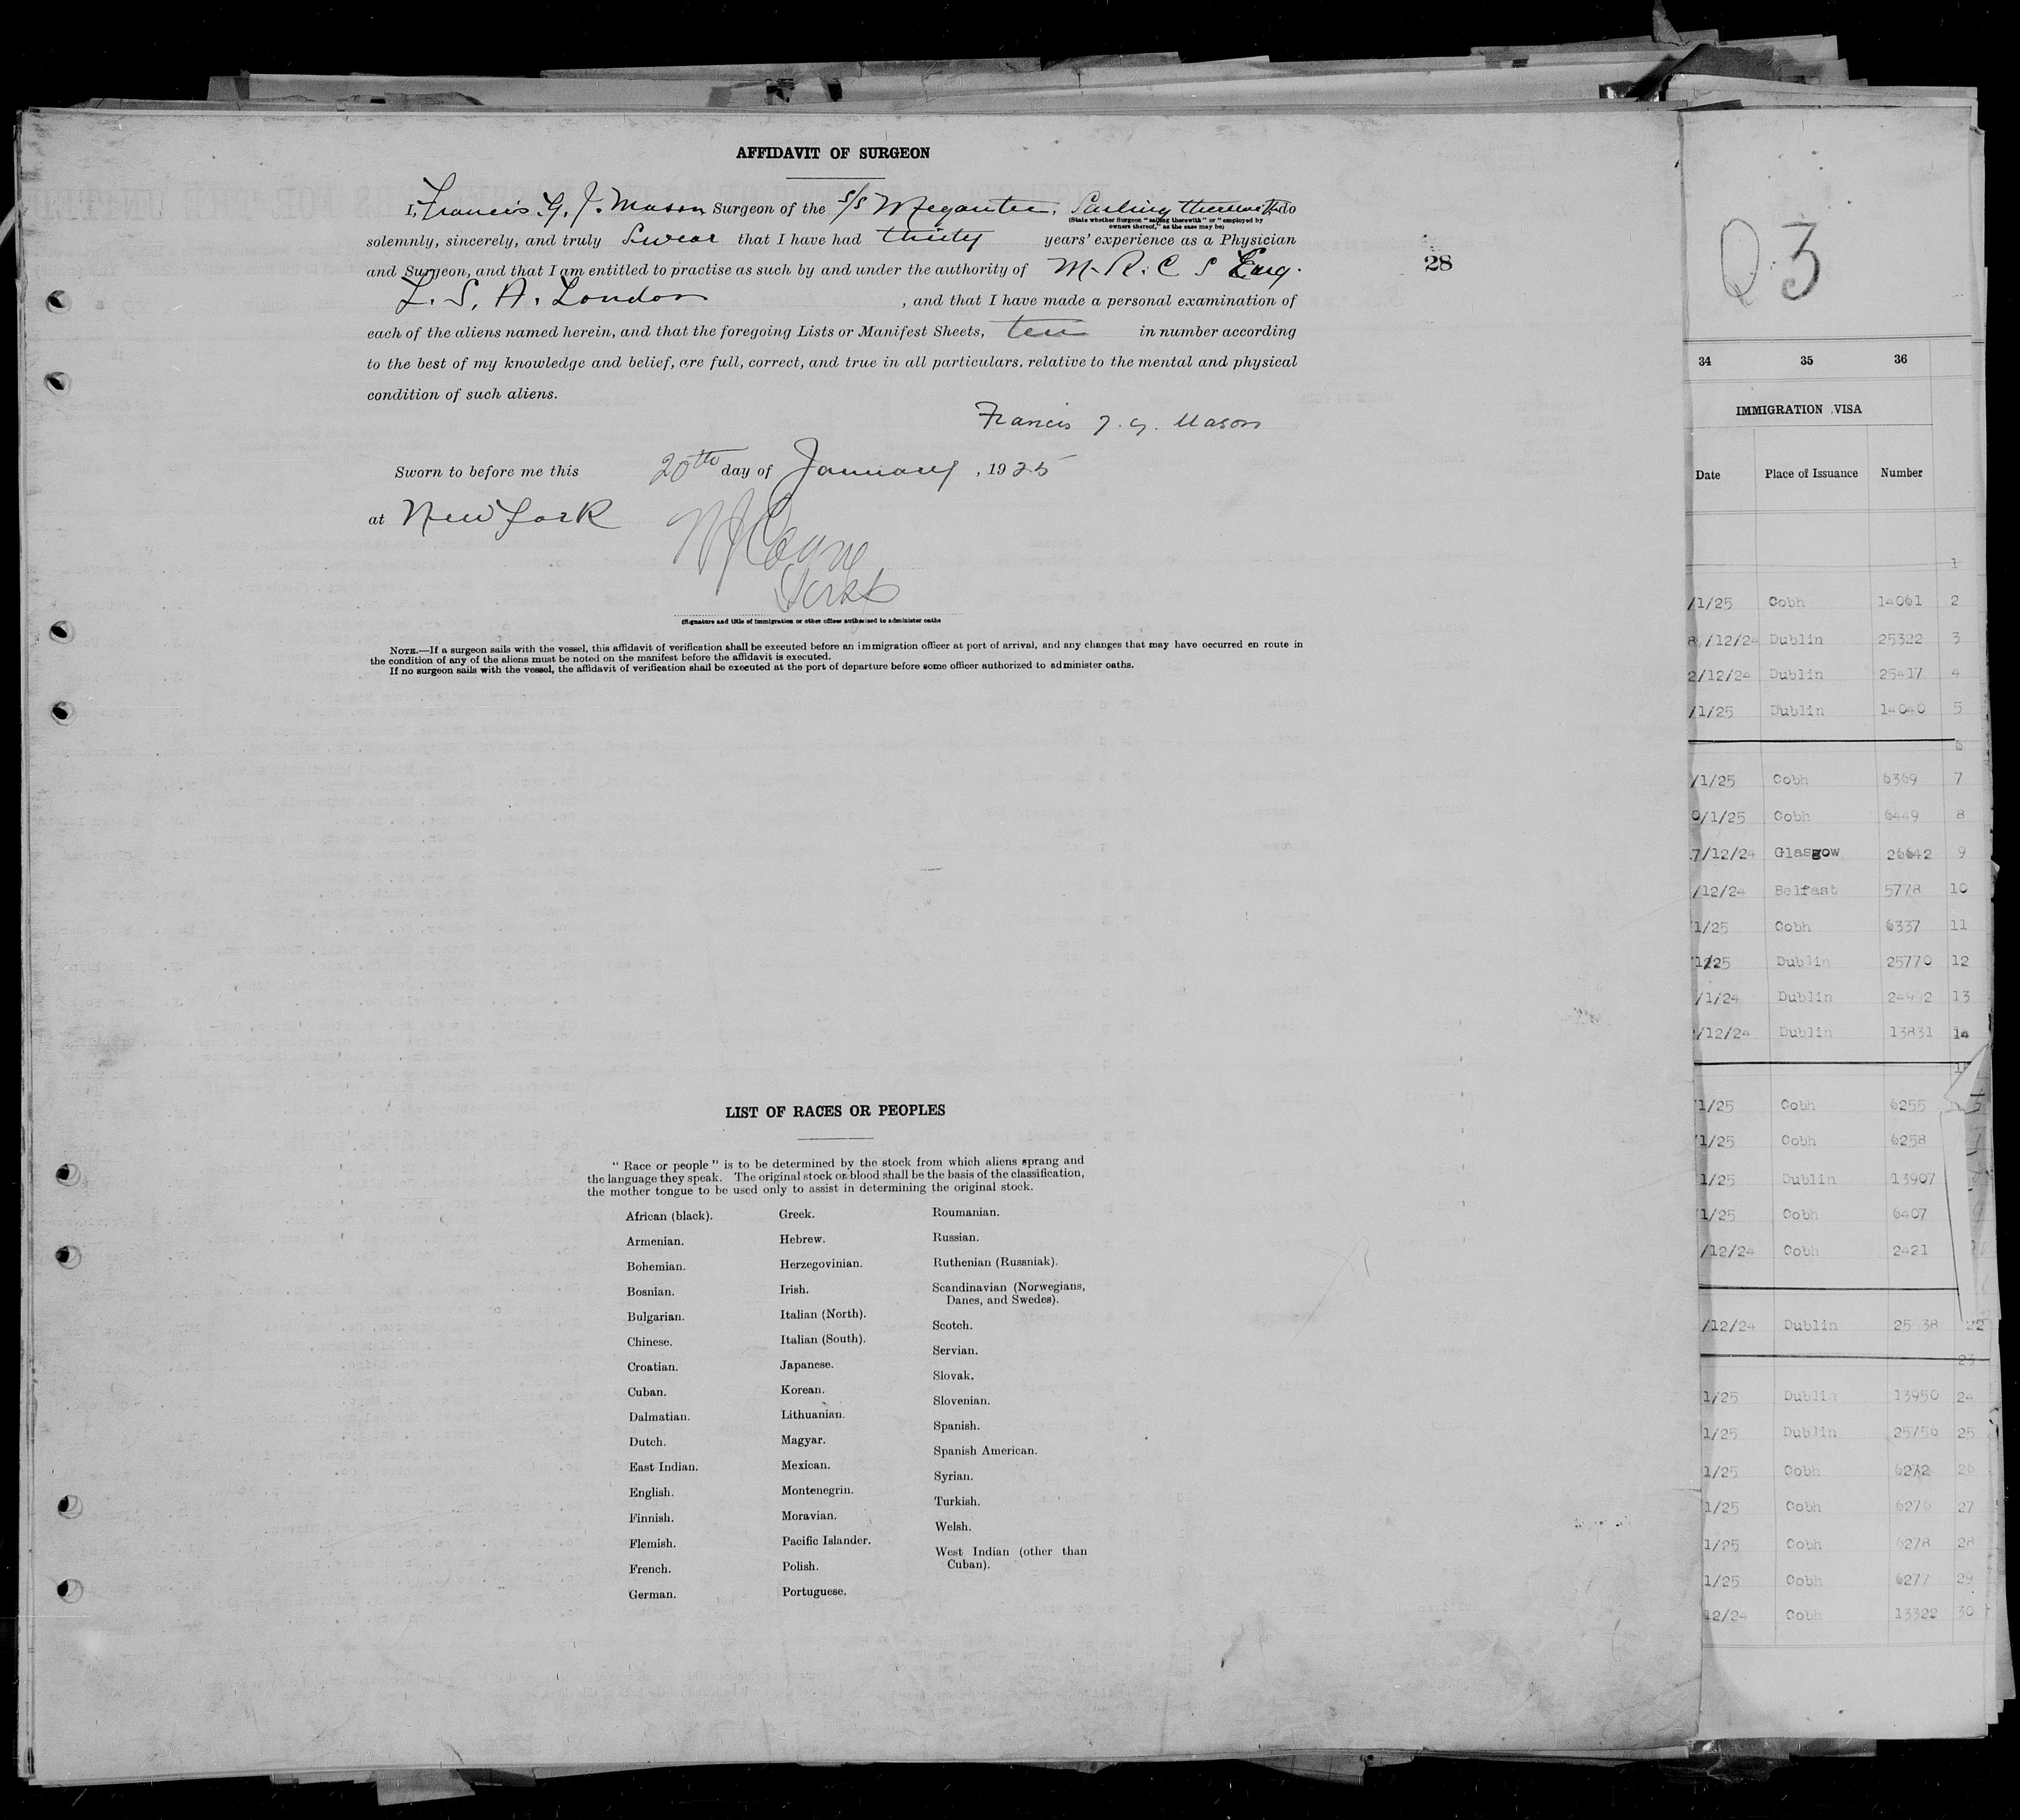 AFFIDAVIT OF SURGEON
I, Francis. G. J. Mason Surgeon of the S/S Megantic, Sailing therewith do
(State whether Surgeon "sailing therewith" or "employed by
owners thereof," as the case may be)
solemnly, sincerely, and truly Swear that I have had thirty years' experience as a Physician
and Surgeon, and that I am entitled to practise as such by and under the authority of M. R. C S Eng.
28
L. S. A. London , and that I have made a personal examination of
each of the aliens named herein, and that the foregoing Lists or Manifest Sheets, ten in number according
to the best of my knowledge and belief, are full, correct, and true in all particulars, relative to the mental and physical
condition of such aliens.
Francis J. G. Mason
Sworn to before me this 20th day of January , 1925
at New York
(Signature and title of immigration or other officer authorized to administer oaths
NOTE.—If a surgeon sails with the vessel, this affidavit of verification shall be executed before an immigration officer at port of arrival, and any changes that may have occurred en route in
the condition of any of the aliens must be noted on the manifest before the affidavit is executed.
If no surgeon sails with the vessel, the affidavit of verification shall be executed at the port of departure before some officer authorized to administer oaths.
LIST OF RACES OR PEOPLES
" Race or people " is to be determined by the stock from which aliens sprang and
the language they speak. The original stock or blood shall be the basis of the classification,
the mother tongue to be used only to assist in determining the original stock.
African (black).
Armenian.
Bohemian.
Bosnian.
Bulgarian.
Chinese.
Croatian.
Cuban.
Dalmatian.
Dutch.
East Indian.
English.
Finnish.
Flemish.
French.
German.
Greek.
Hebrew.
Herzegovinian.
Irish.
Italian (North).
Italian (South).
Japanese.
Korean.
Lithuanian.
Magyar.
Mexican.
Montenegrin.
Moravian.
Pacific Islander.
Polish.
Portuguese.
Roumanian.
Russian.
Ruthenian (Russniak).
Scandinavian (Norwegians,
Danes, and Swedes).
Scotch.
Servian.
Slovak.
Slovenian.
Spanish.
Spanish American.
Syrian.
Turkish.
Welsh.
West Indian (other than
Cuban).
Q 3
34 35 36
IMMIGRATION VISA
Date Place of Issuance Number
1
/1/25 Cobh 14061 2
8/12/24 Dublin 25322 3
2/12/24 Dublin 25417 4
/1/25 Dublin 14040 5
6
/1/25 Cobh 6369 7
0/1/25 Cobh 6449 8
7/12/24 Glasgow 26642 9
/12/24 Belfast 5778 10
1/25 Cobh 6337 11
Dublin 25770 12
/1/24 Dublin 13
/12/24 Dublin 13831 14
1/25 Cobh 6255
1/25 Cobh 6258
1/25 Dublin 13907
1/25 Cobh 6407
/12/24 Cobh 2421
/12/24 Dublin 22
23
1/25 Dublin 13950 24
1/25 Dublin 25756 25
1/25 Cobh 6272 26
1/25 Cobh 6276 27
1/25 Cobh 6278 28
1/25 Cobh 6277 29
12/24 Cobh 13322 30